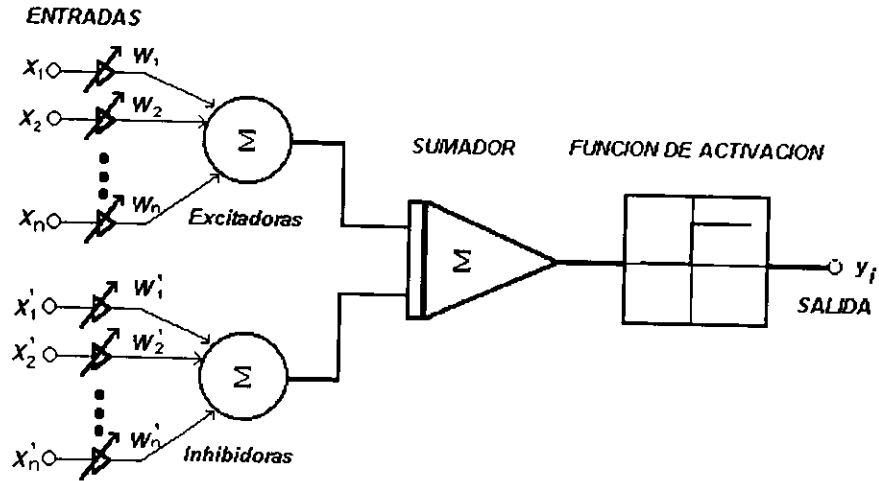 ENTRADAS
X1 W1
X2 W2
Xn Wn
Σ
Excitadoras
SUMADOR
Σ
FUNCION DE ACTIVACION
yi
SALIDA
X'1 W'1
X'2 W'2
X'n W'n
Σ
Inhibidoras